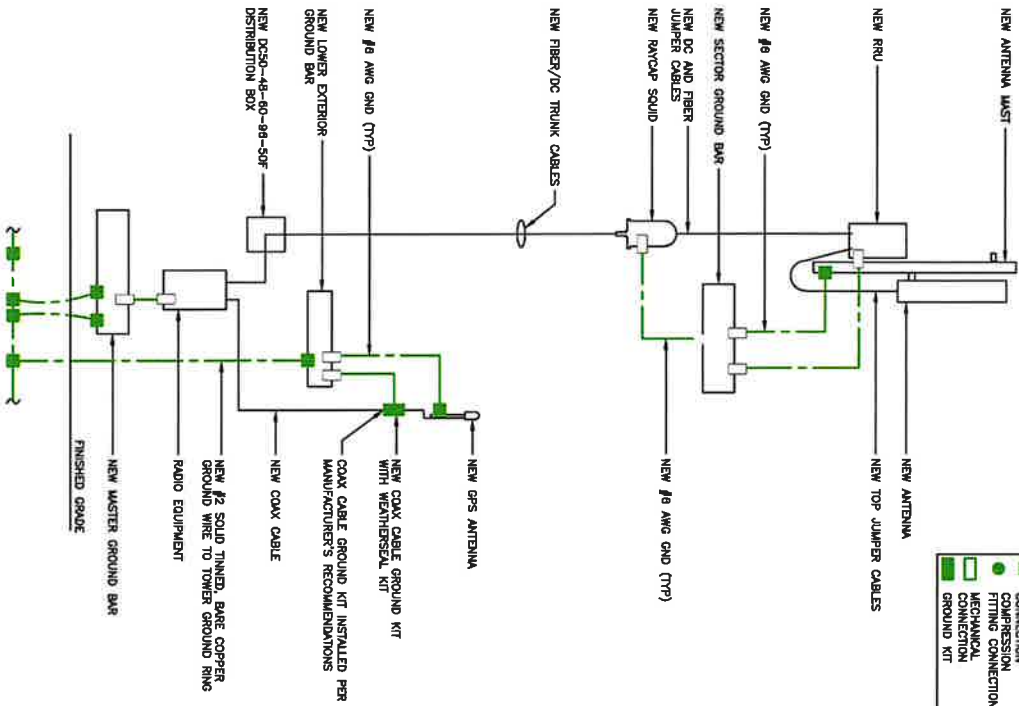 NEW ANTENNA MAST
NEW RRU
NEW #6 AWG GND (TYP)
NEW SECTOR GROUND BAR
NEW DC AND FIBER
JUMPER CABLES
NEW RAYCAP SQUID
NEW FIBER/DC TRUNK CABLES
NEW #6 AWG GND (TYP)
NEW LOWER EXTERIOR
GROUND BAR
NEW DC50-48-60-96-50F
DISTRIBUTION BOX
NEW ANTENNA
NEW TOP JUMPER CABLES
NEW #6 AWG GND (TYP)
NEW GPS ANTENNA
NEW COAX CABLE GROUND KIT
WITH WEATHERSEAL KIT
COAX CABLE GROUND KIT INSTALLED PER
MANUFACTURER'S RECOMMENDATIONS
NEW COAX CABLE
NEW #2 SOLID TINNED, BARE COPPER
GROUND WIRE TO TOWER GROUND RING
RADIO EQUIPMENT
NEW MASTER GROUND BAR
FINISHED GRADE
COMPRESSION
FITTING CONNECTION
MECHANICAL
CONNECTION
GROUND KIT